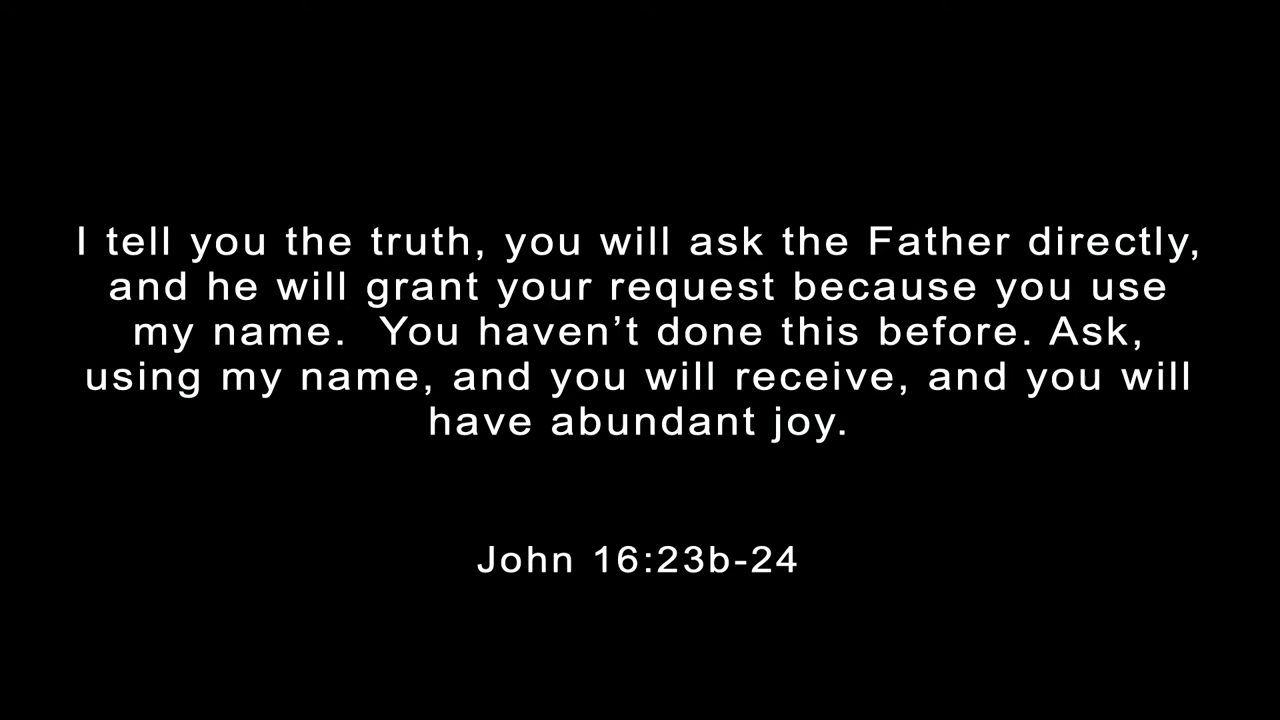 I tell you the truth, you will ask the Father directly,
and he will grant your request because you use
my name.  You haven’t done this before. Ask,
using my name, and you will receive, and you will
have abundant joy.
John 16:23b-24